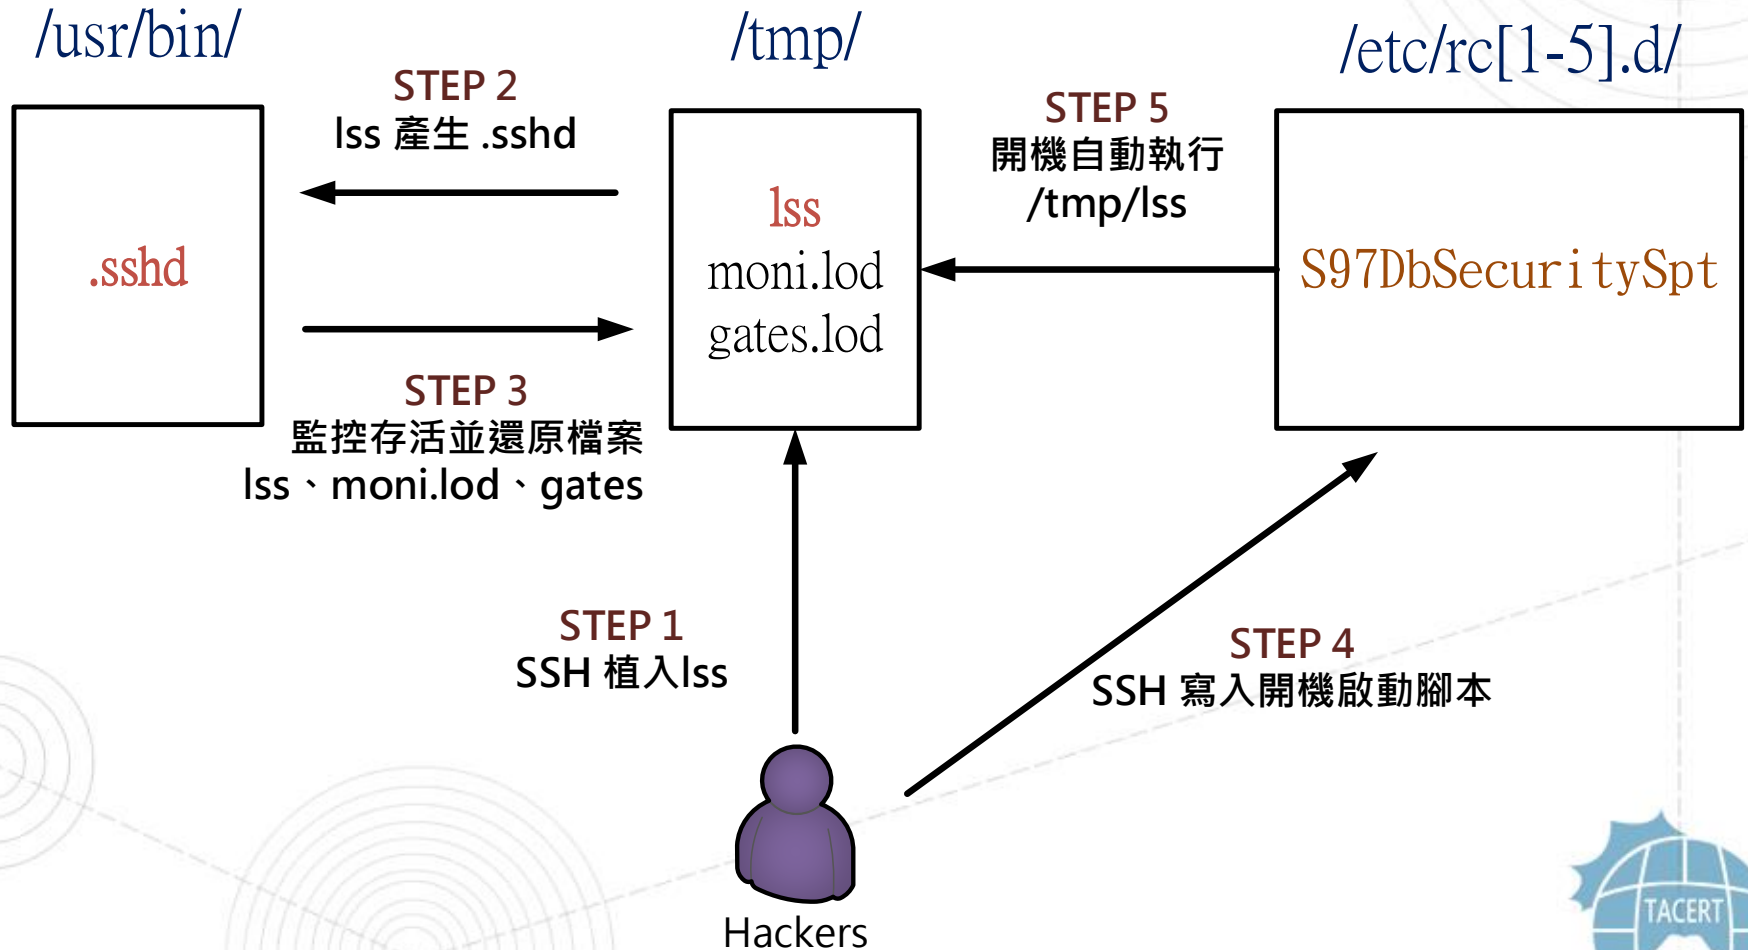 /usr/bin/
/tmp/
/etc/rc[1-5].d/
STEP 2
lss 產生 .sshd
STEP 5
開機自動執行
/tmp/lss
.sshd
lss
moni.lod
gates.lod
S97DbSecuritySpt
STEP 3
監控存活並還原檔案
lss、moni.lod、gates
STEP 1
SSH 植入lss
STEP 4
SSH 寫入開機啟動腳本
Hackers
TACERT